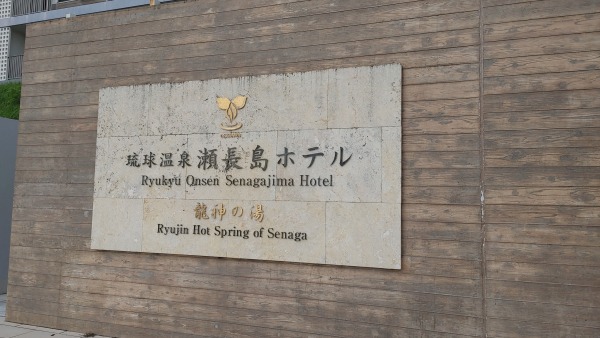 琉球温泉 瀬長島ホテル
Ryukyu Onsen Senagajima Hotel
龍神の湯
Ryujin Hot Spring of Senaga